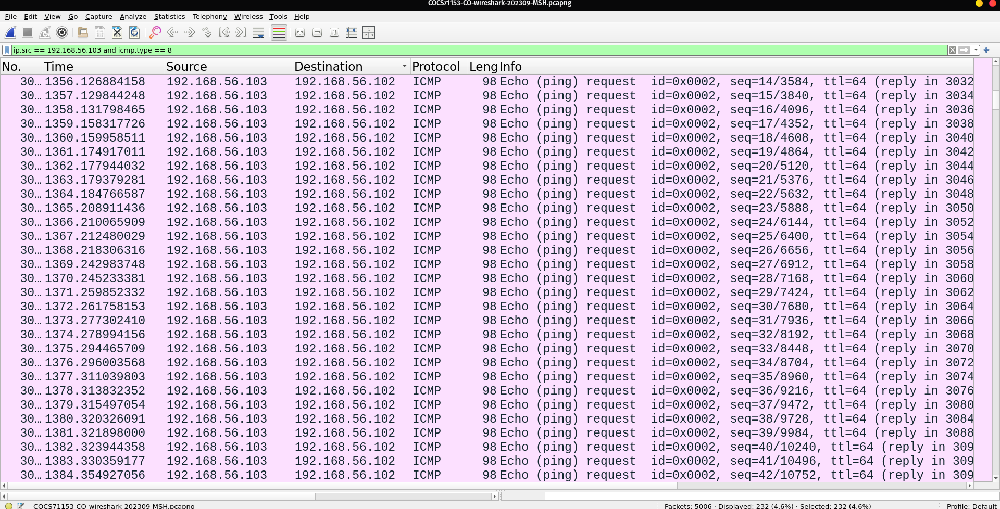 COCS71153-CO-wireshark-202309-MSH.pcapng
File Edit View Go Capture Analyze Statistics Telephony Wireless Tools Help
ip.src == 192.168.56.103 and icmp.type == 8
No. Time Source Destination Protocol Leng Info
30… 1356.126884158 192.168.56.103 192.168.56.102 ICMP 98 Echo (ping) request id=0x0002, seq=14/3584, ttl=64 (reply in 3032
30… 1357.129844248 192.168.56.103 192.168.56.102 ICMP 98 Echo (ping) request id=0x0002, seq=15/3840, ttl=64 (reply in 3034
30… 1358.131798465 192.168.56.103 192.168.56.102 ICMP 98 Echo (ping) request id=0x0002, seq=16/4096, ttl=64 (reply in 3036
30… 1359.158317726 192.168.56.103 192.168.56.102 ICMP 98 Echo (ping) request id=0x0002, seq=17/4352, ttl=64 (reply in 3038
30… 1360.159958511 192.168.56.103 192.168.56.102 ICMP 98 Echo (ping) request id=0x0002, seq=18/4608, ttl=64 (reply in 3040
30… 1361.174917011 192.168.56.103 192.168.56.102 ICMP 98 Echo (ping) request id=0x0002, seq=19/4864, ttl=64 (reply in 3042
30… 1362.177944032 192.168.56.103 192.168.56.102 ICMP 98 Echo (ping) request id=0x0002, seq=20/5120, ttl=64 (reply in 3044
30… 1363.179379281 192.168.56.103 192.168.56.102 ICMP 98 Echo (ping) request id=0x0002, seq=21/5376, ttl=64 (reply in 3046
30… 1364.184766587 192.168.56.103 192.168.56.102 ICMP 98 Echo (ping) request id=0x0002, seq=22/5632, ttl=64 (reply in 3048
30… 1365.208911436 192.168.56.103 192.168.56.102 ICMP 98 Echo (ping) request id=0x0002, seq=23/5888, ttl=64 (reply in 3050
30… 1366.210065909 192.168.56.103 192.168.56.102 ICMP 98 Echo (ping) request id=0x0002, seq=24/6144, ttl=64 (reply in 3052
30… 1367.212480029 192.168.56.103 192.168.56.102 ICMP 98 Echo (ping) request id=0x0002, seq=25/6400, ttl=64 (reply in 3054
30… 1368.218306316 192.168.56.103 192.168.56.102 ICMP 98 Echo (ping) request id=0x0002, seq=26/6656, ttl=64 (reply in 3056
30… 1369.242983748 192.168.56.103 192.168.56.102 ICMP 98 Echo (ping) request id=0x0002, seq=27/6912, ttl=64 (reply in 3058
30… 1370.245233381 192.168.56.103 192.168.56.102 ICMP 98 Echo (ping) request id=0x0002, seq=28/7168, ttl=64 (reply in 3060
30… 1371.259852332 192.168.56.103 192.168.56.102 ICMP 98 Echo (ping) request id=0x0002, seq=29/7424, ttl=64 (reply in 3062
30… 1372.261758153 192.168.56.103 192.168.56.102 ICMP 98 Echo (ping) request id=0x0002, seq=30/7680, ttl=64 (reply in 3064
30… 1373.277302410 192.168.56.103 192.168.56.102 ICMP 98 Echo (ping) request id=0x0002, seq=31/7936, ttl=64 (reply in 3066
30… 1374.278994156 192.168.56.103 192.168.56.102 ICMP 98 Echo (ping) request id=0x0002, seq=32/8192, ttl=64 (reply in 3068
30… 1375.294465709 192.168.56.103 192.168.56.102 ICMP 98 Echo (ping) request id=0x0002, seq=33/8448, ttl=64 (reply in 3070
30… 1376.296003568 192.168.56.103 192.168.56.102 ICMP 98 Echo (ping) request id=0x0002, seq=34/8704, ttl=64 (reply in 3072
30… 1377.311039803 192.168.56.103 192.168.56.102 ICMP 98 Echo (ping) request id=0x0002, seq=35/8960, ttl=64 (reply in 3074
30… 1378.313832352 192.168.56.103 192.168.56.102 ICMP 98 Echo (ping) request id=0x0002, seq=36/9216, ttl=64 (reply in 3076
30… 1379.315497054 192.168.56.103 192.168.56.102 ICMP 98 Echo (ping) request id=0x0002, seq=37/9472, ttl=64 (reply in 3080
30… 1380.320326091 192.168.56.103 192.168.56.102 ICMP 98 Echo (ping) request id=0x0002, seq=38/9728, ttl=64 (reply in 3084
30… 1381.321898000 192.168.56.103 192.168.56.102 ICMP 98 Echo (ping) request id=0x0002, seq=39/9984, ttl=64 (reply in 3088
30… 1382.323944358 192.168.56.103 192.168.56.102 ICMP 98 Echo (ping) request id=0x0002, seq=40/10240, ttl=64 (reply in 309
30… 1383.330359177 192.168.56.103 192.168.56.102 ICMP 98 Echo (ping) request id=0x0002, seq=41/10496, ttl=64 (reply in 309
30… 1384.354927056 192.168.56.103 192.168.56.102 ICMP 98 Echo (ping) request id=0x0002, seq=42/10752, ttl=64 (reply in 309
COCS71153-CO-wireshark-202309-MSH.pcapng Packets: 5006 · Displayed: 232 (4.6%) · Selected: 232 (4.6%) Profile: Default